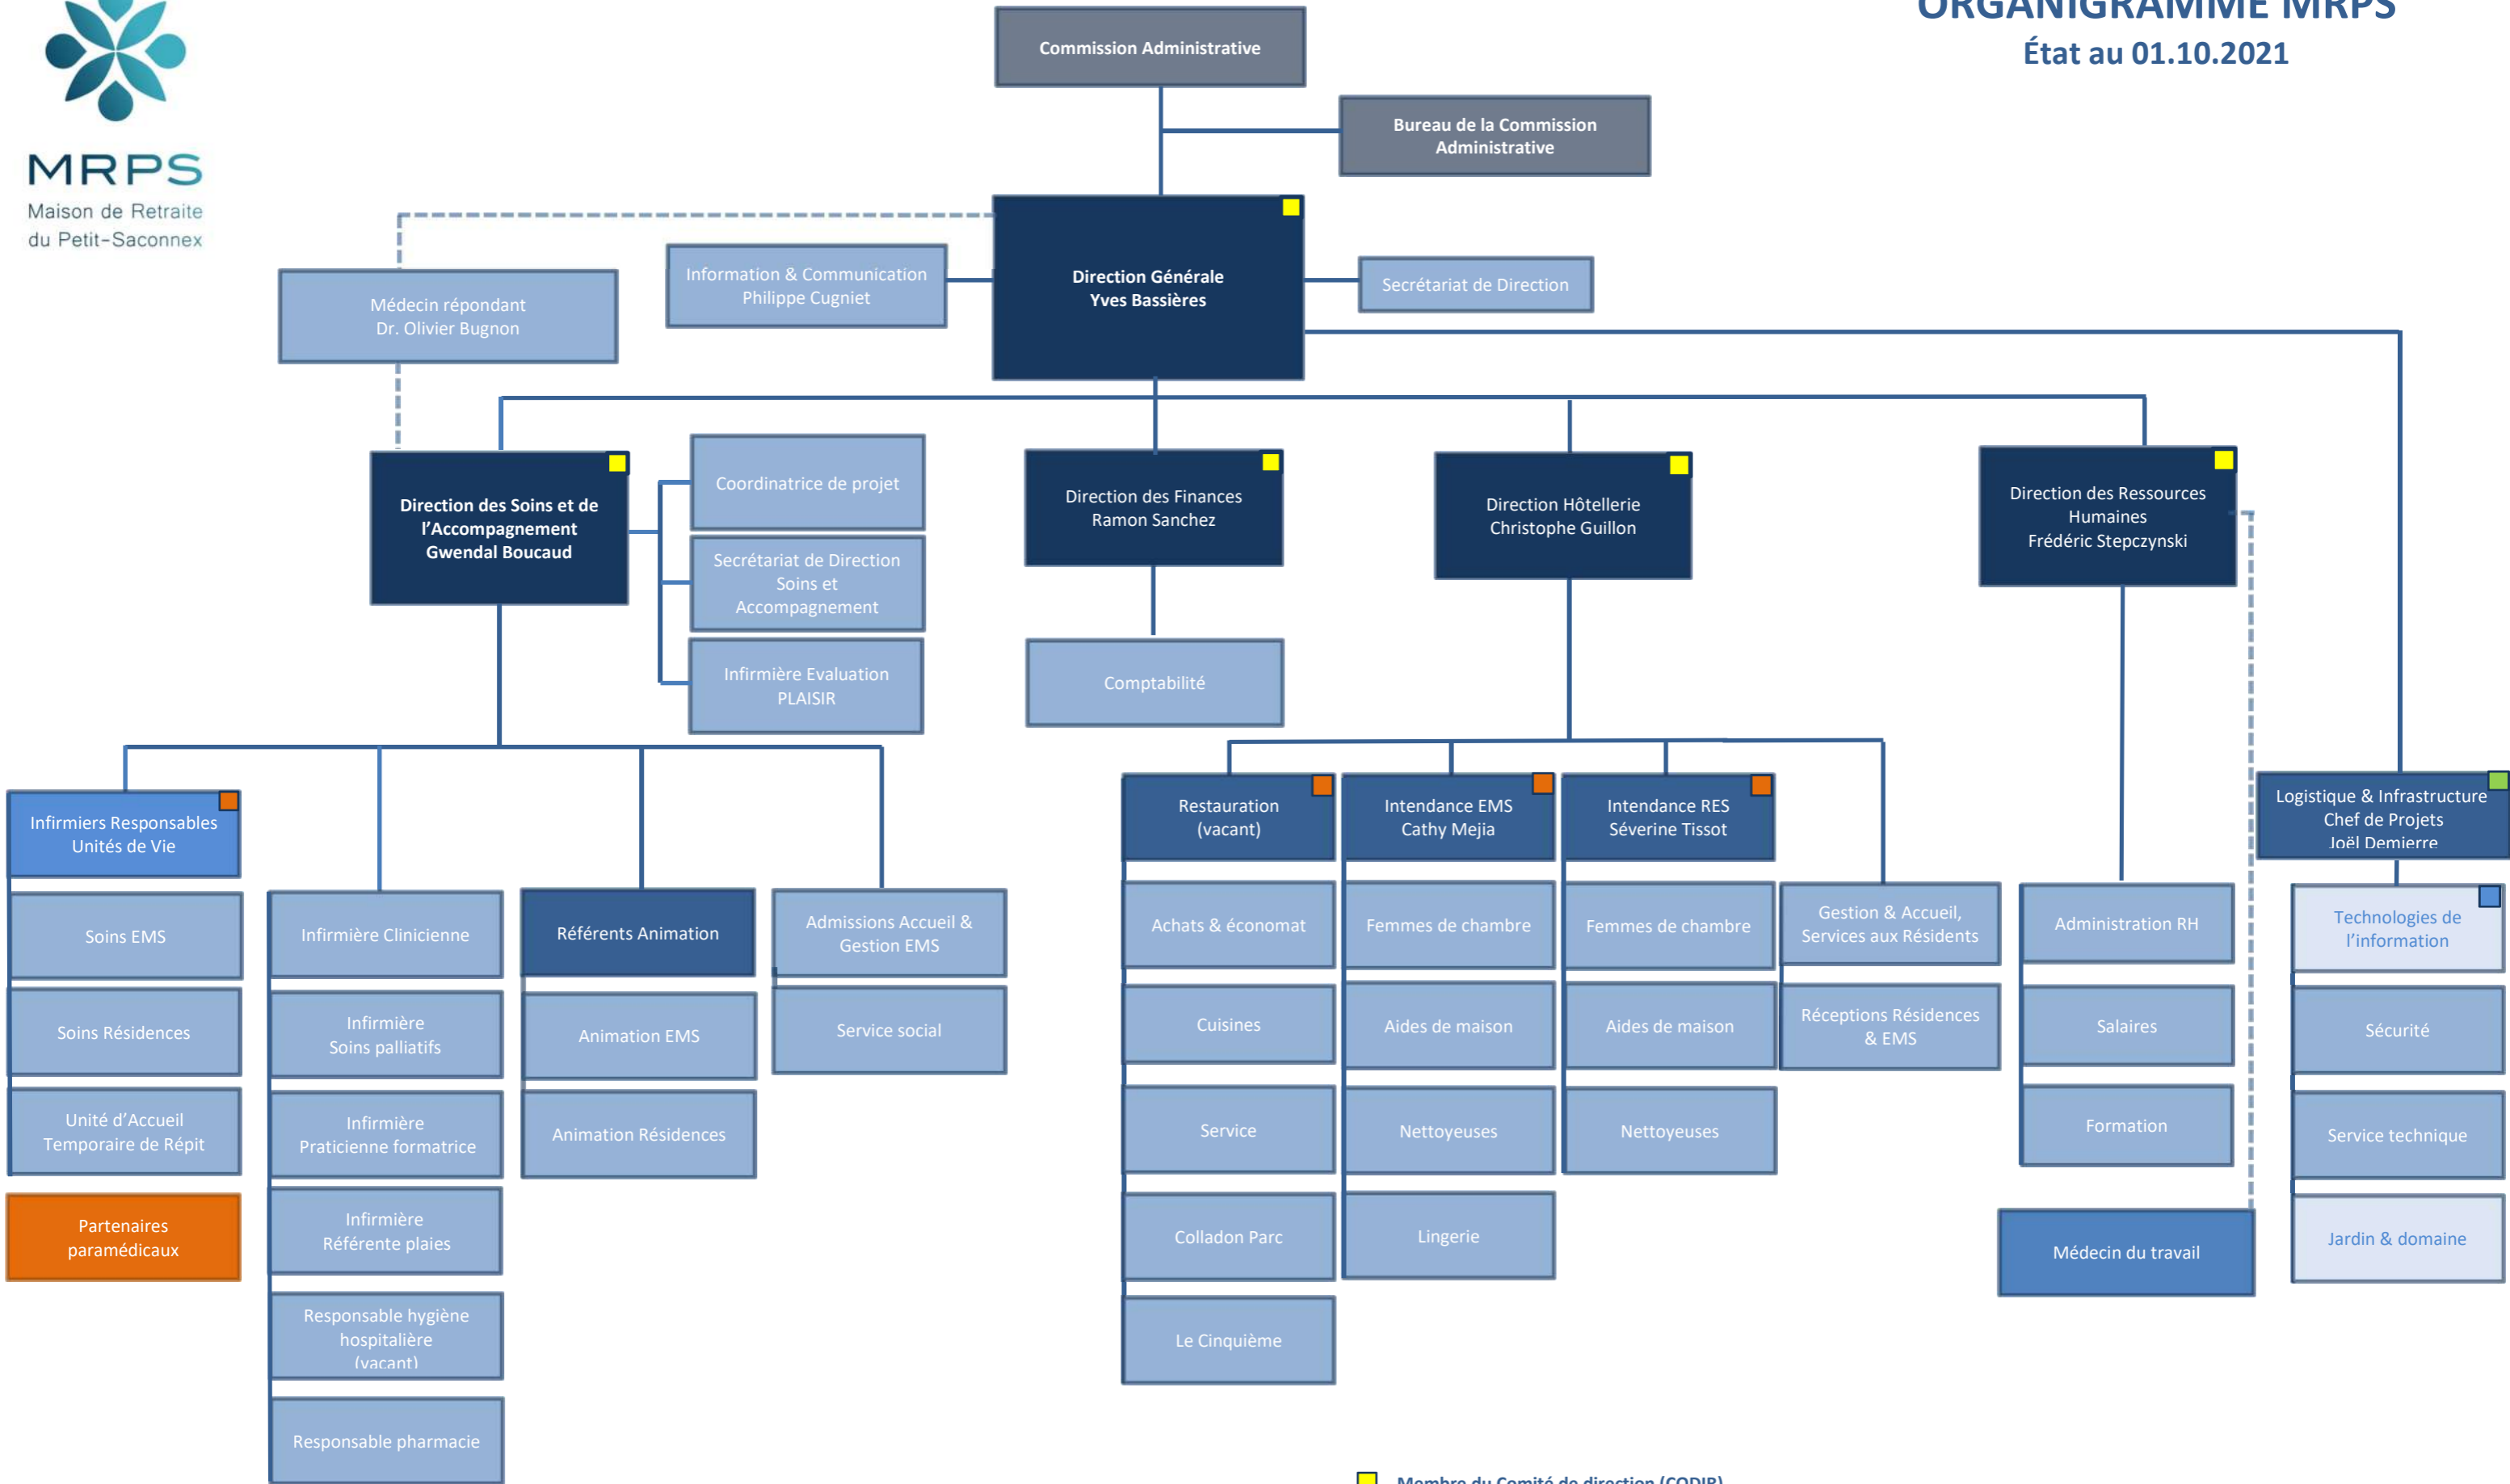 ORGANIGRAMME MRPS
État au 01.10.2021
MRPS
Maison de Retraite
du Petit-Saconnex
Commission Administrative
Bureau de la Commission
Administrative
Direction Générale
Yves Bassières
Information & Communication
Philippe Cugniet
Secrétariat de Direction
Médecin répondant
Dr. Olivier Bugnon
Direction des Soins et de
l'Accompagnement
Gwendal Boucaud
Coordinatrice de projet
Secrétariat de Direction
Soins et
Accompagnement
Infirmière Evaluation
PLAISIR
Direction des Finances
Ramon Sanchez
Comptabilité
Direction Hôtellerie
Christophe Guillon
Direction des Ressources
Humaines
Frédéric Stepczynski
Infirmiers Responsables
Unités de Vie
Soins EMS
Soins Résidences
Unité d'Accueil
Temporaire de Répit
Partenaires
paramédicaux
Infirmière Clinicienne
Infirmière
Soins palliatifs
Infirmière
Praticienne formatrice
Infirmière
Référente plaies
Responsable hygiène
hospitalière
(vacant)
Responsable pharmacie
Référents Animation
Animation EMS
Animation Résidences
Admissions Accueil &
Gestion EMS
Service social
Restauration
(vacant)
Achats & économat
Cuisines
Service
Colladon Parc
Le Cinquième
Intendance EMS
Cathy Mejia
Femmes de chambre
Aides de maison
Nettoyeuses
Lingerie
Intendance RES
Séverine Tissot
Femmes de chambre
Aides de maison
Nettoyeuses
Gestion & Accueil,
Services aux Résidents
Réceptions Résidences
& EMS
Administration RH
Salaires
Formation
Médecin du travail
Logistique & Infrastructure
Chef de Projets
Joël Demierre
Technologies de
l'information
Sécurité
Service technique
Jardin & domaine
Membre du Comité de direction (CODIR)